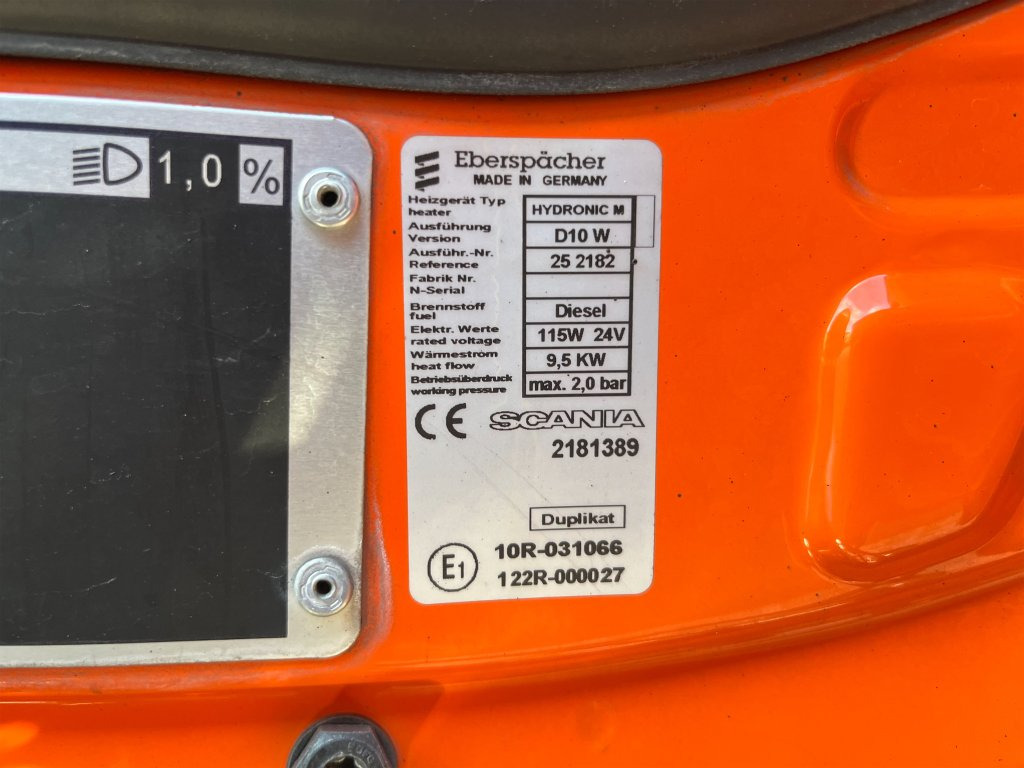 1,0 %
Eberspächer
MADE IN GERMANY
Heizgerät Typ
heater
HYDRONIC M
Ausführung
Version
D10 W
Ausführ.-Nr.
Reference
25 2182
Fabrik Nr.
N-Serial
Brennstoff
fuel
Diesel
Elektr. Werte
rated voltage
115W 24V
Wärmestrom
heat flow
9,5 KW
Betriebsüberdruck
working pressure
max. 2,0 bar
CE SCANIA
2181389
Duplikat
E1
10R-031066
122R-000027